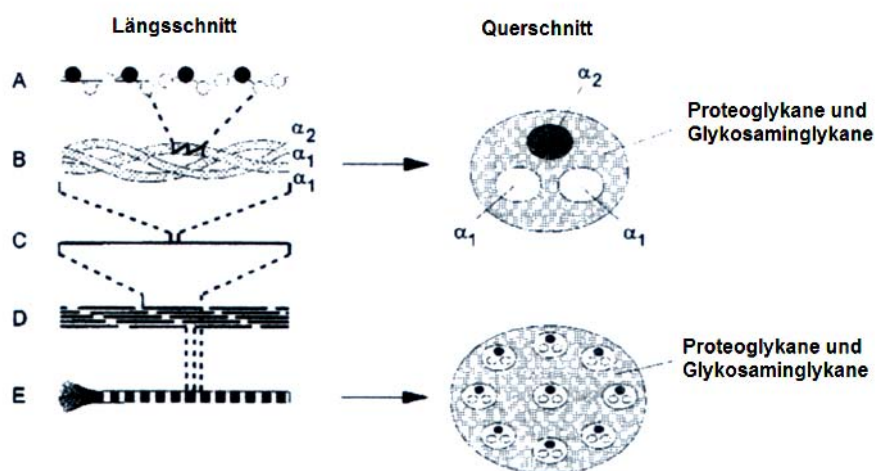 Längsschnitt
Querschnitt
A
α2
Proteoglykane und
Glykosaminglykane
B
α2
α1
α1
α1
α1
C
D
Proteoglykane und
Glykosaminglykane
E